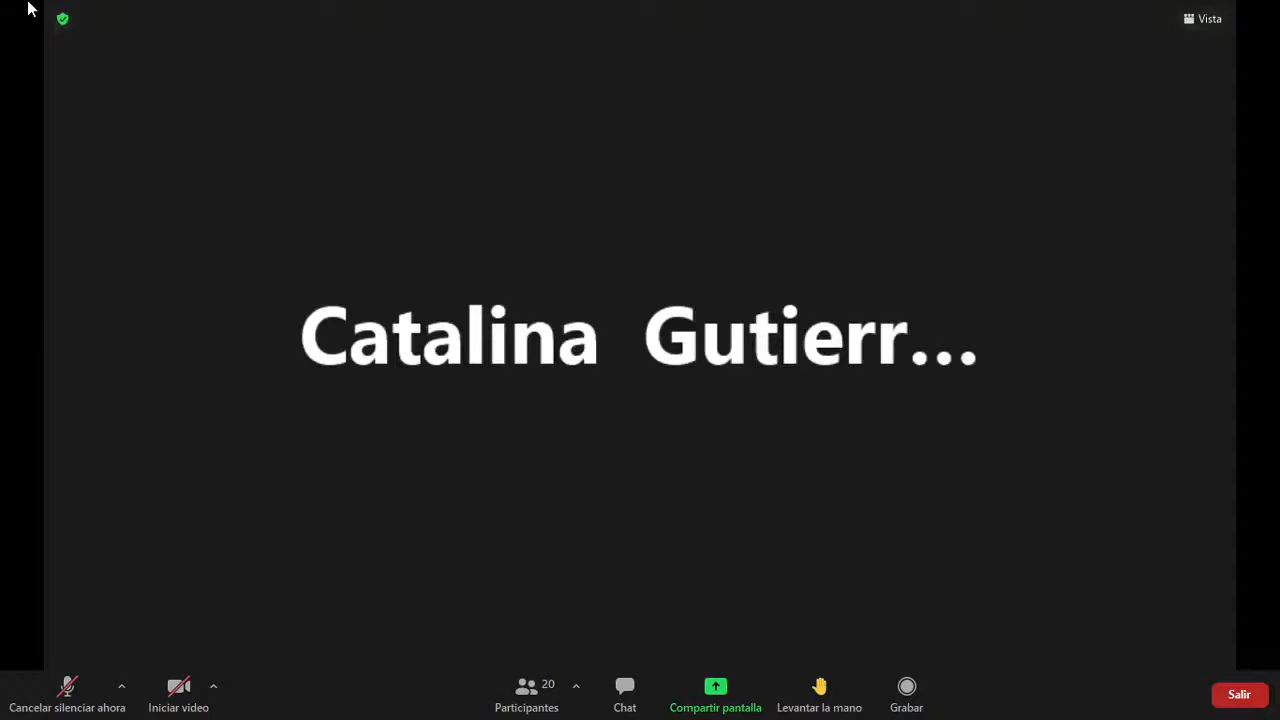 Vista
Catalina Gutierr...
20
Cancelar silenciar ahora
Iniciar video
Participantes
Chat
Compartir pantalla
Levantar la mano
Grabar
Salir